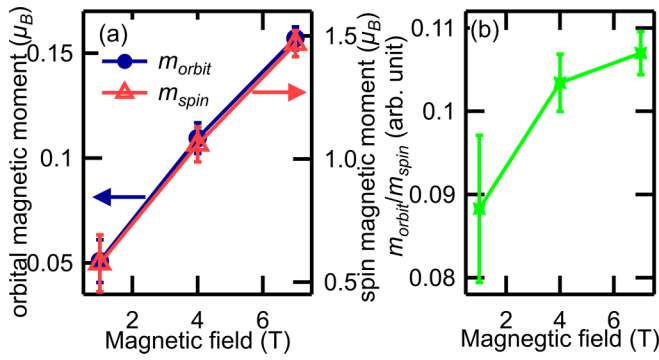 (a)
m_orbit
m_spin
orbital magnetic moment (μ_B)
0.15
0.1
0.05
2
4
6
Magnetic field (T)
1.5
1.0
0.5
spin magnetic moment (μ_B)
(b)
m_orbit/m_spin (arb. unit)
0.11
0.1
0.09
0.08
2
4
6
Magnegtic field (T)